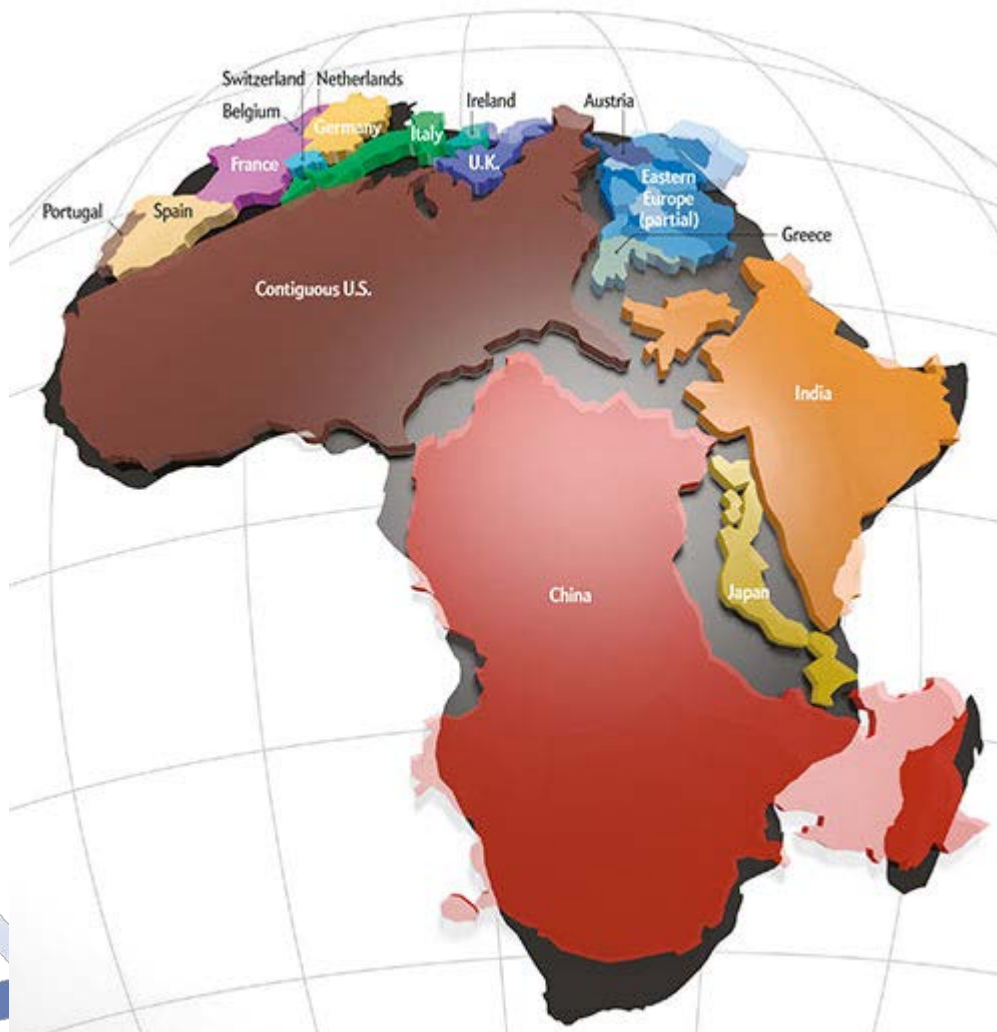 Switzerland
Netherlands
Belgium
Germany
Ireland
Austria
Italy
France
U.K.
Eastern
Europe
(partial)
Portugal
Spain
Greece
Contiguous U.S.
India
China
Japan